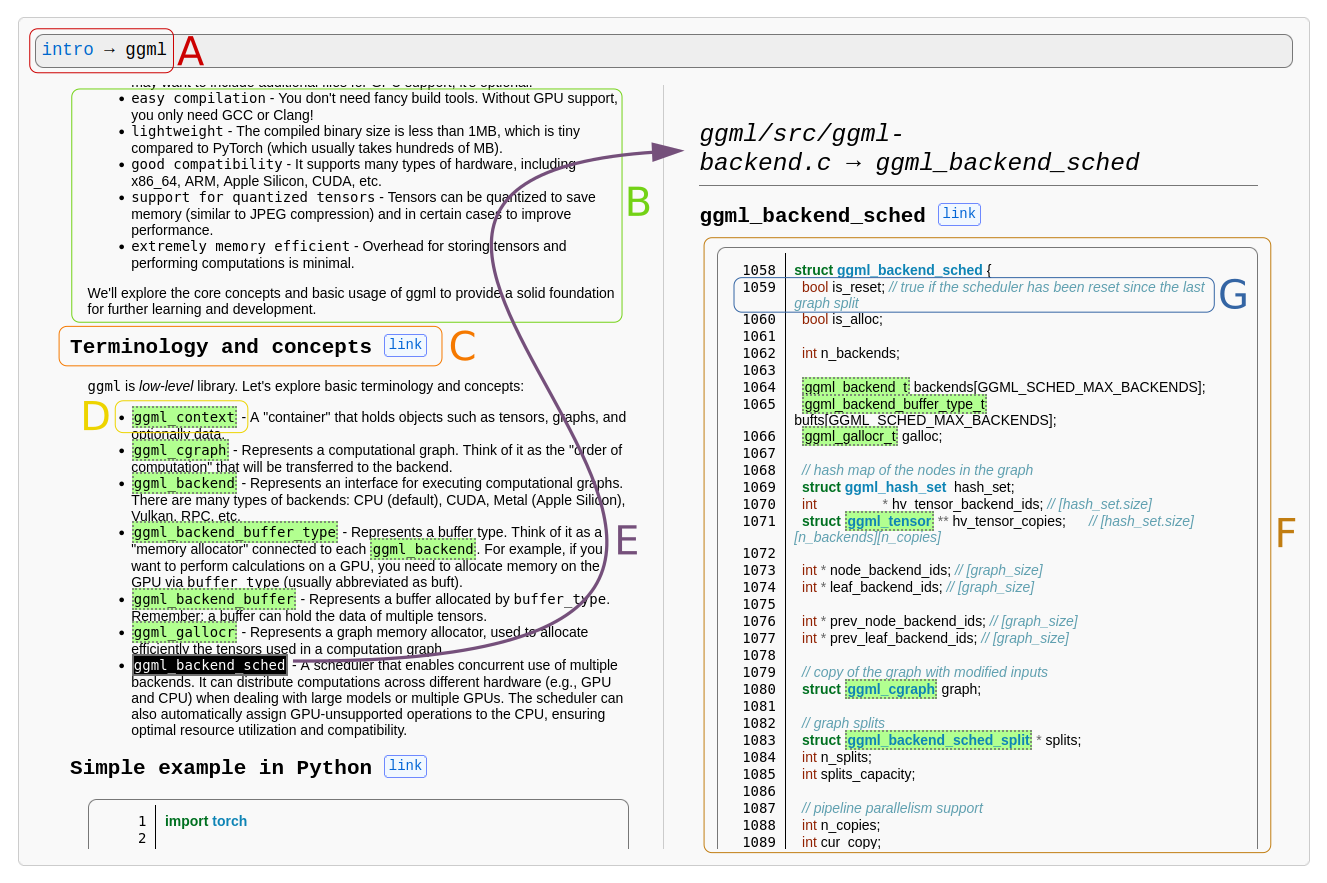 intro → ggml
A
may want to include additional files for GPU support, it's optional.
• easy compilation - You don't need fancy build tools. Without GPU support,
you only need GCC or Clang!
• lightweight - The compiled binary size is less than 1MB, which is tiny
compared to PyTorch (which usually takes hundreds of MB).
• good compatibility - It supports many types of hardware, including
x86_64, ARM, Apple Silicon, CUDA, etc.
• support for quantized tensors - Tensors can be quantized to save
memory (similar to JPEG compression) and in certain cases to improve
performance.
• extremely memory efficient - Overhead for storing tensors and
performing computations is minimal.
We'll explore the core concepts and basic usage of ggml to provide a solid foundation
for further learning and development.
B
Terminology and concepts link
C
ggml is low-level library. Let's explore basic terminology and concepts:
D
• ggml_context - A "container" that holds objects such as tensors, graphs, and
optionally data.
• ggml_cgraph - Represents a computational graph. Think of it as the "order of
computation" that will be transferred to the backend.
• ggml_backend - Represents an interface for executing computational graphs.
There are many types of backends: CPU (default), CUDA, Metal (Apple Silicon),
Vulkan, RPC, etc.
• ggml_backend_buffer_type - Represents a buffer type. Think of it as a
"memory allocator" connected to each ggml_backend. For example, if you
want to perform calculations on a GPU, you need to allocate memory on the
GPU via buffer_type (usually abbreviated as buft).
• ggml_backend_buffer - Represents a buffer allocated by buffer_type.
Remember: a buffer can hold the data of multiple tensors.
• ggml_gallocr - Represents a graph memory allocator, used to allocate
efficiently the tensors used in a computation graph.
• ggml_backend_sched - A scheduler that enables concurrent use of multiple
backends. It can distribute computations across different hardware (e.g., GPU
and CPU) when dealing with large models or multiple GPUs. The scheduler can
also automatically assign GPU-unsupported operations to the CPU, ensuring
optimal resource utilization and compatibility.
E
Simple example in Python link
1 import torch
2
ggml/src/ggml-
backend.c → ggml_backend_sched
ggml_backend_sched link
1058 struct ggml_backend_sched {
1059 bool is_reset; // true if the scheduler has been reset since the last
graph split
G
1060 bool is_alloc;
1061
1062 int n_backends;
1063
1064 ggml_backend_t backends[GGML_SCHED_MAX_BACKENDS];
1065 ggml_backend_buffer_type_t
bufts[GGML_SCHED_MAX_BACKENDS];
1066 ggml_gallocr_t galloc;
1067
1068 // hash map of the nodes in the graph
1069 struct ggml_hash_set hash_set;
1070 int * hv_tensor_backend_ids; // [hash_set.size]
1071 struct ggml_tensor ** hv_tensor_copies; // [hash_set.size]
[n_backends][n_copies]
F
1072
1073 int * node_backend_ids; // [graph_size]
1074 int * leaf_backend_ids; // [graph_size]
1075
1076 int * prev_node_backend_ids; // [graph_size]
1077 int * prev_leaf_backend_ids; // [graph_size]
1078
1079 // copy of the graph with modified inputs
1080 struct ggml_cgraph graph;
1081
1082 // graph splits
1083 struct ggml_backend_sched_split * splits;
1084 int n_splits;
1085 int splits_capacity;
1086
1087 // pipeline parallelism support
1088 int n_copies;
1089 int cur_copy;